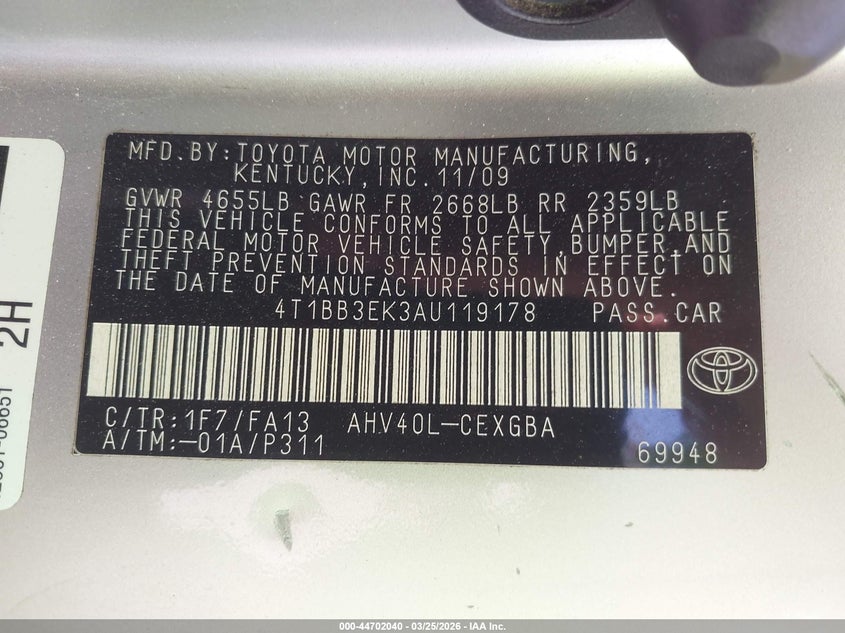 MFD.BY:TOYOTA MOTOR MANUFACTURING,
KENTUCKY,INC.11/09
GVWR 4655LB GAWR FR 2668LB RR 2359LB
THIS VEHICLE CONFORMS TO ALL APPLICABLE
FEDERAL MOTOR VEHICLE SAFETY,BUMPER,AND
THEFT PREVENTION STANDARDS IN EFFECT ON
THE DATE OF MANUFACTURE SHOWN ABOVE.
4T1BB3EK3AU119178 PASS.CAR
C/TR:1F7/FA13 AHV40L-CEXGBA
A/TM:-01A/P311
69948
2H
000-44702040 - 03/25/2026 - IAA Inc.